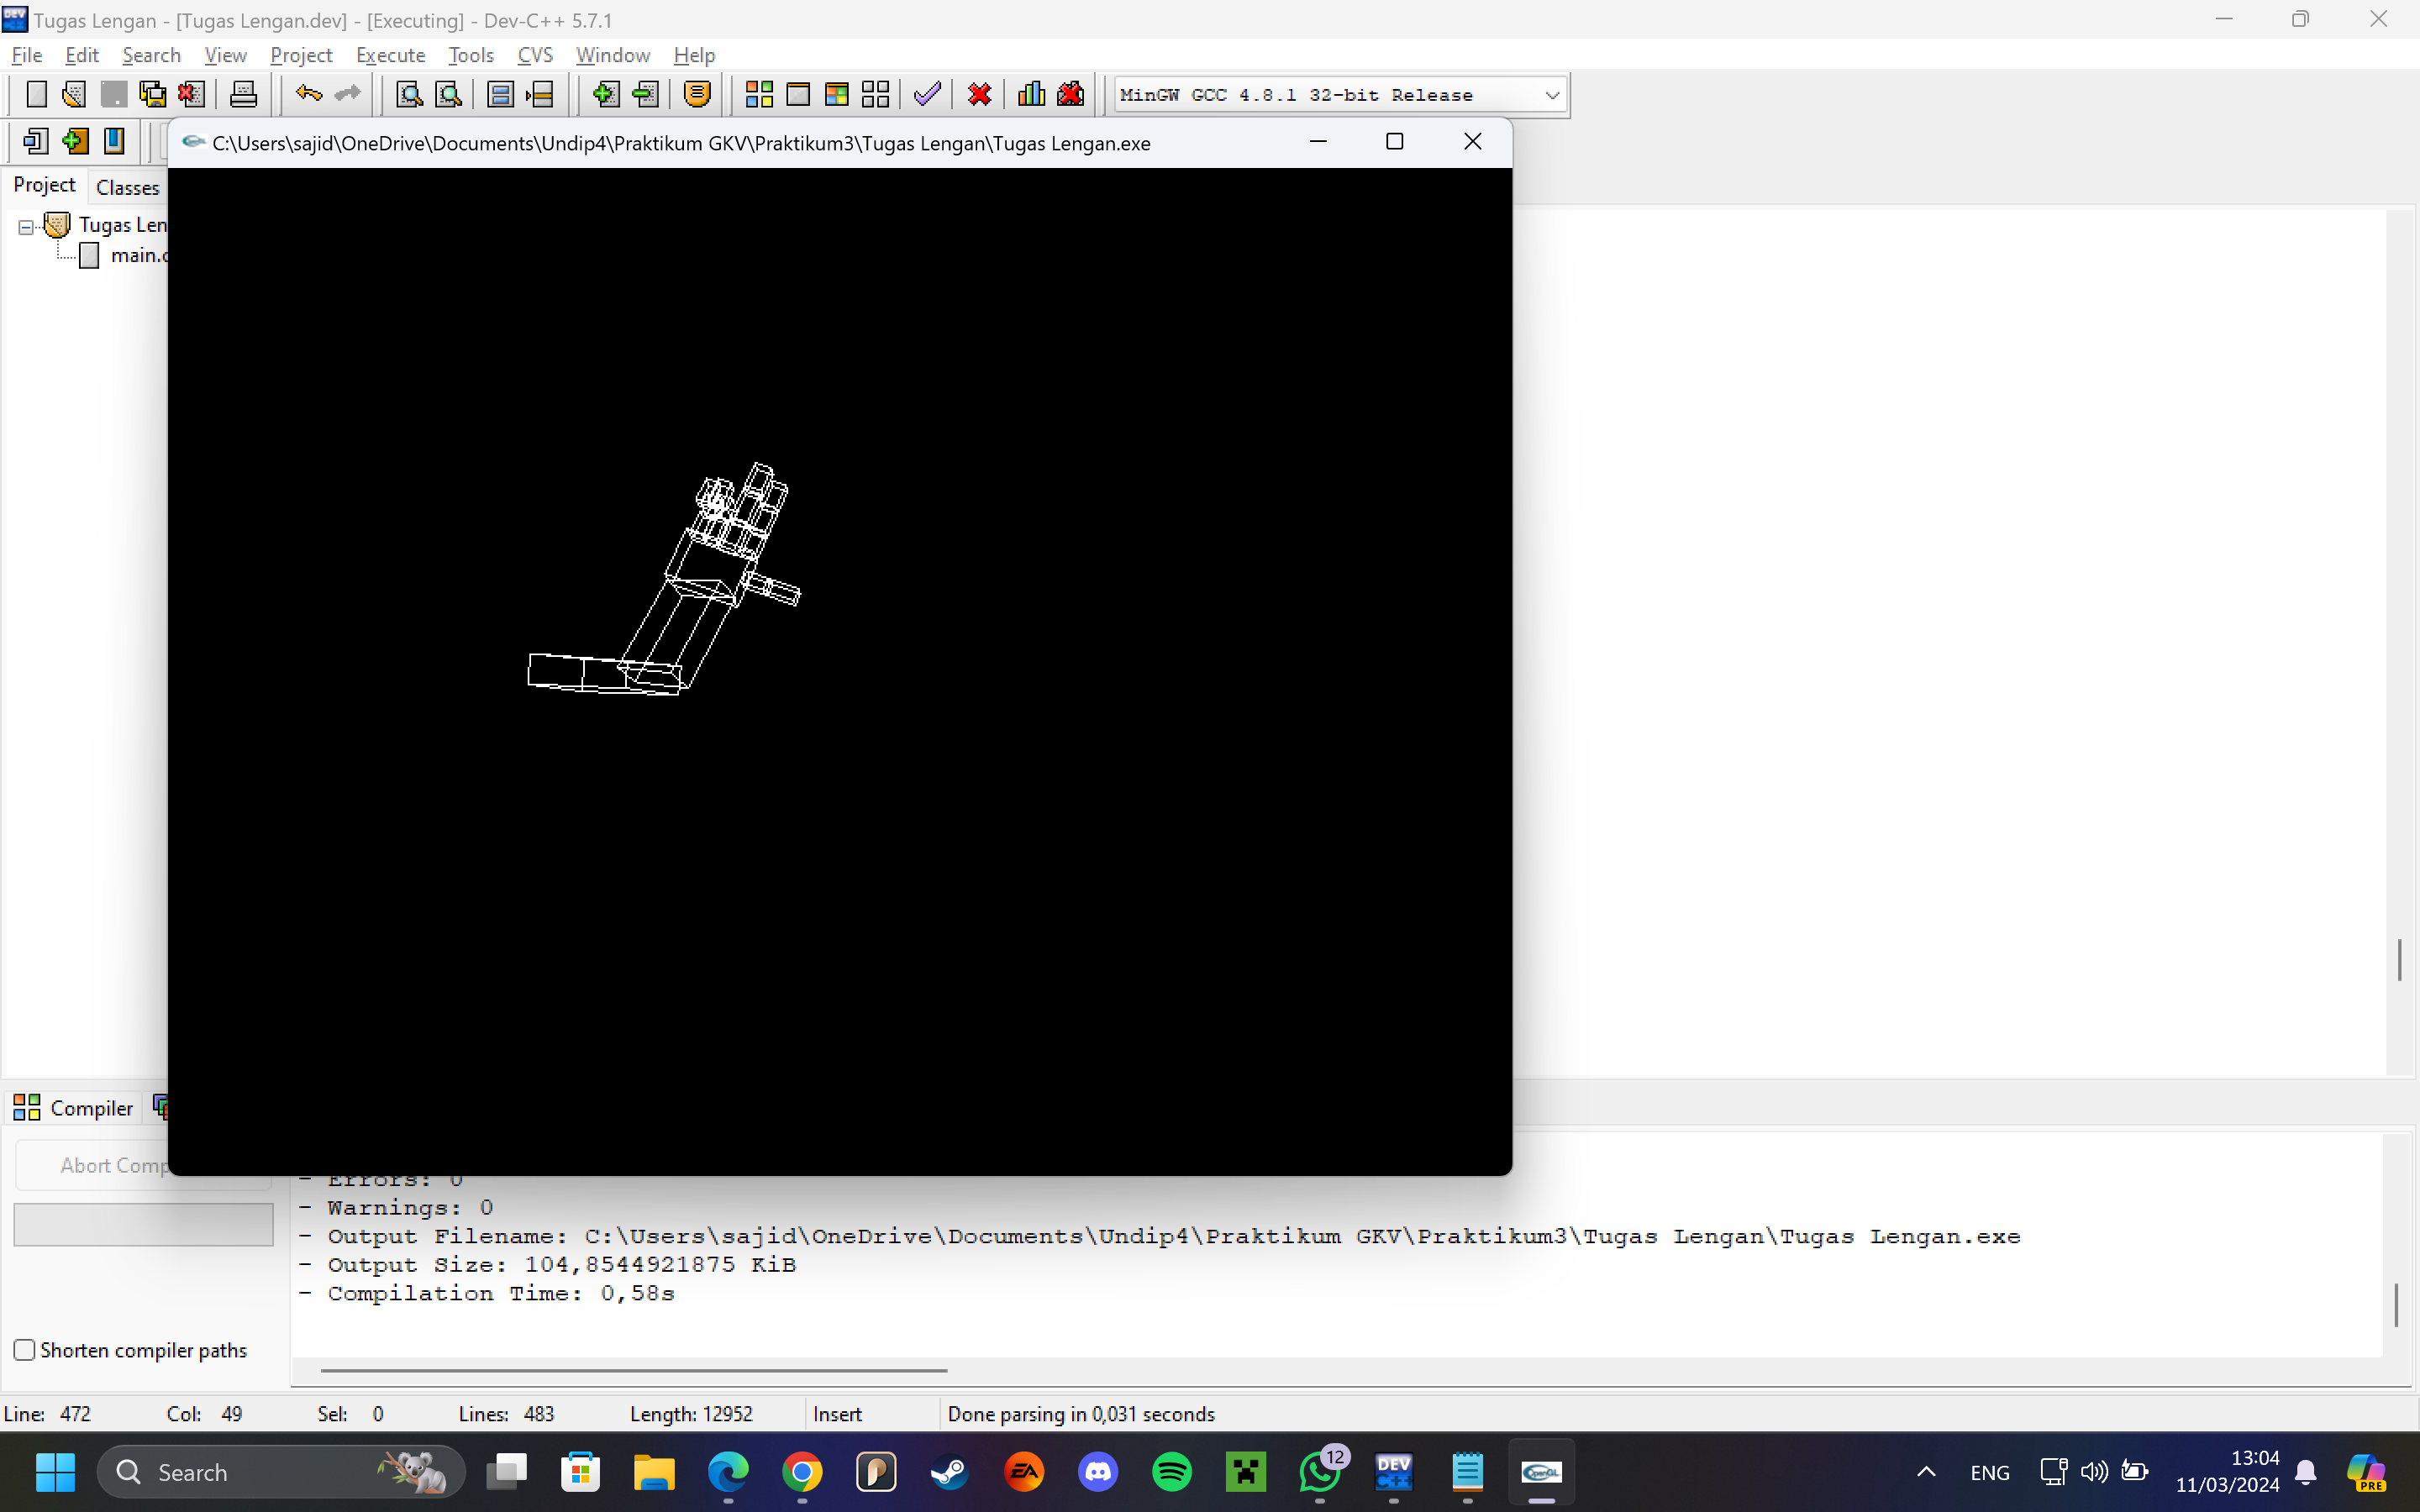 Tugas Lengan - [Tugas Lengan.dev] - [Executing] - Dev-C++ 5.7.1
File Edit Search View Project Execute Tools CVS Window Help
MinGW GCC 4.8.1 32-bit Release
C:\Users\sajid\OneDrive\Documents\Undip4\Praktikum GKV\Praktikum3\Tugas Lengan\Tugas Lengan.exe
Project Classes
Tugas Len
main.c
Compiler
Abort Comp
- Errors: 0
- Warnings: 0
- Output Filename: C:\Users\sajid\OneDrive\Documents\Undip4\Praktikum GKV\Praktikum3\Tugas Lengan\Tugas Lengan.exe
- Output Size: 104,8544921875 KiB
- Compilation Time: 0,58s
Shorten compiler paths
Line: 472 Col: 49 Sel: 0 Lines: 483 Length: 12952 Insert Done parsing in 0,031 seconds
Search
EA
12
DEV
C++
OpenGL
ENG
13:04
11/03/2024
PRE